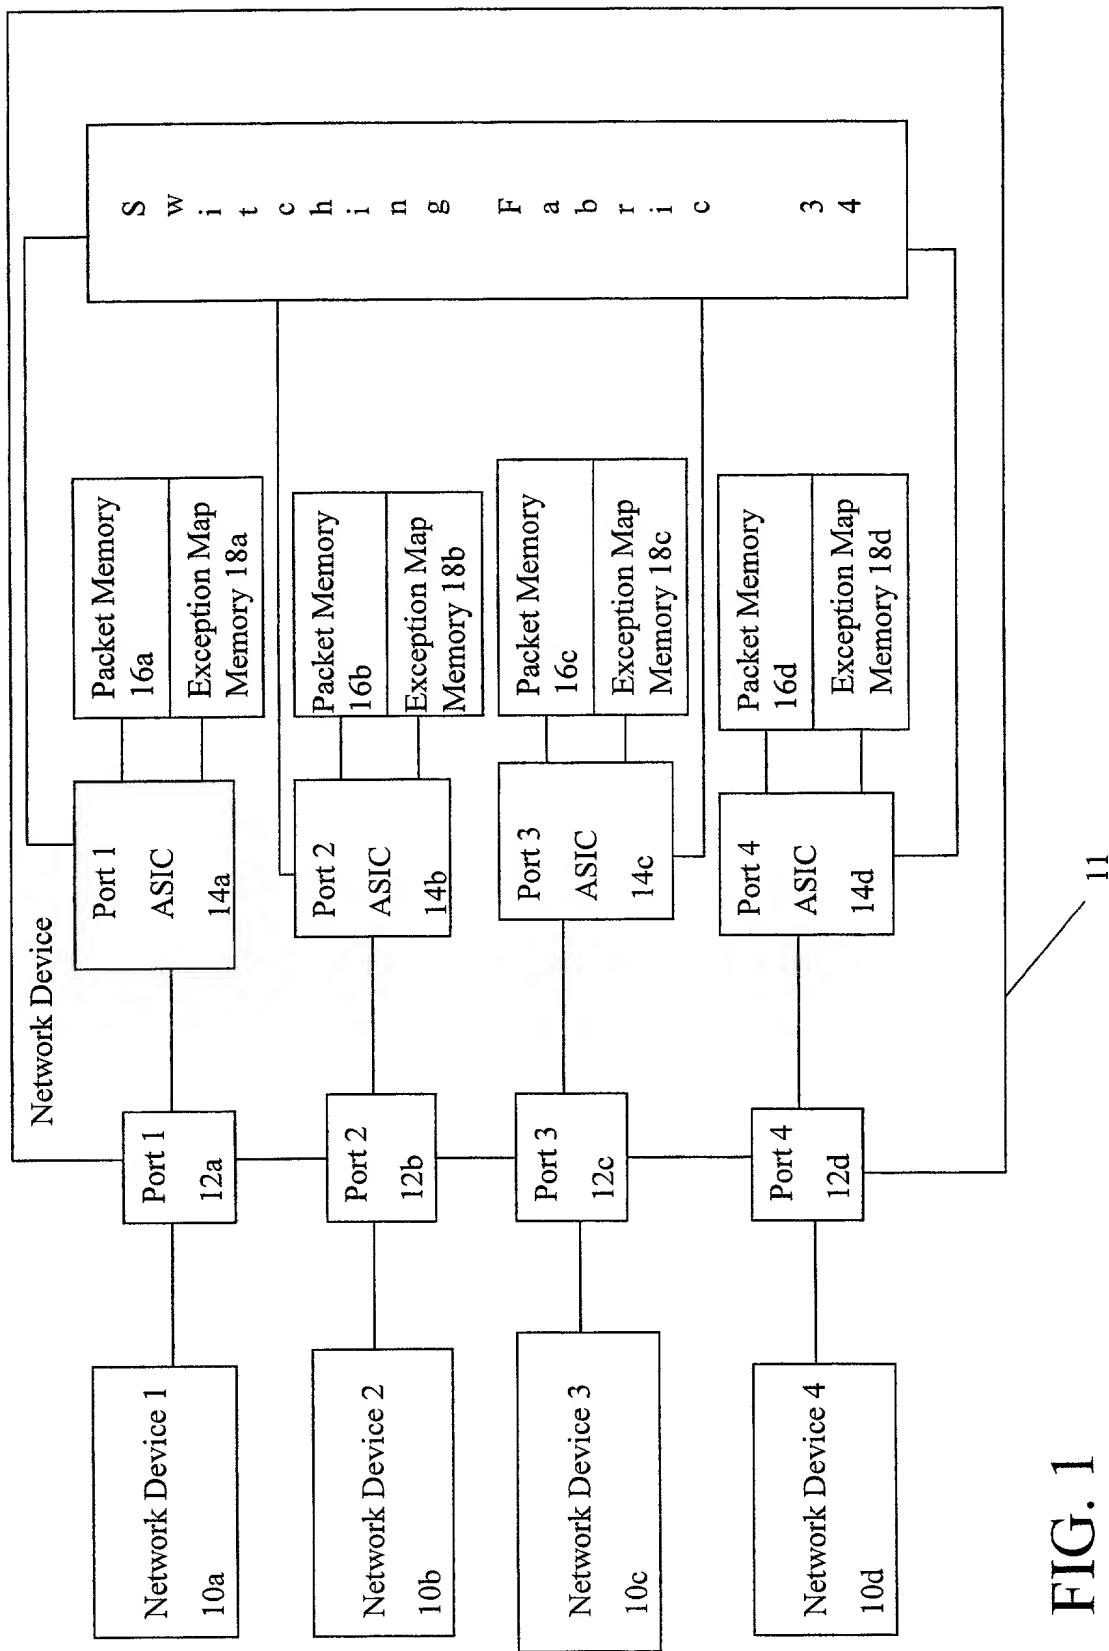 Network Device
Network Device 1
10a
Port 1
12a
Port 1
ASIC
14a
Packet Memory
16a
Exception Map
Memory 18a
Network Device 2
10b
Port 2
12b
Port 2
ASIC
14b
Packet Memory
16b
Exception Map
Memory 18b
Network Device 3
10c
Port 3
12c
Port 3
ASIC
14c
Packet Memory
16c
Exception Map
Memory 18c
Network Device 4
10d
Port 4
12d
Port 4
ASIC
14d
Packet Memory
16d
Exception Map
Memory 18d
Switching Fabric 34
11
FIG. 1